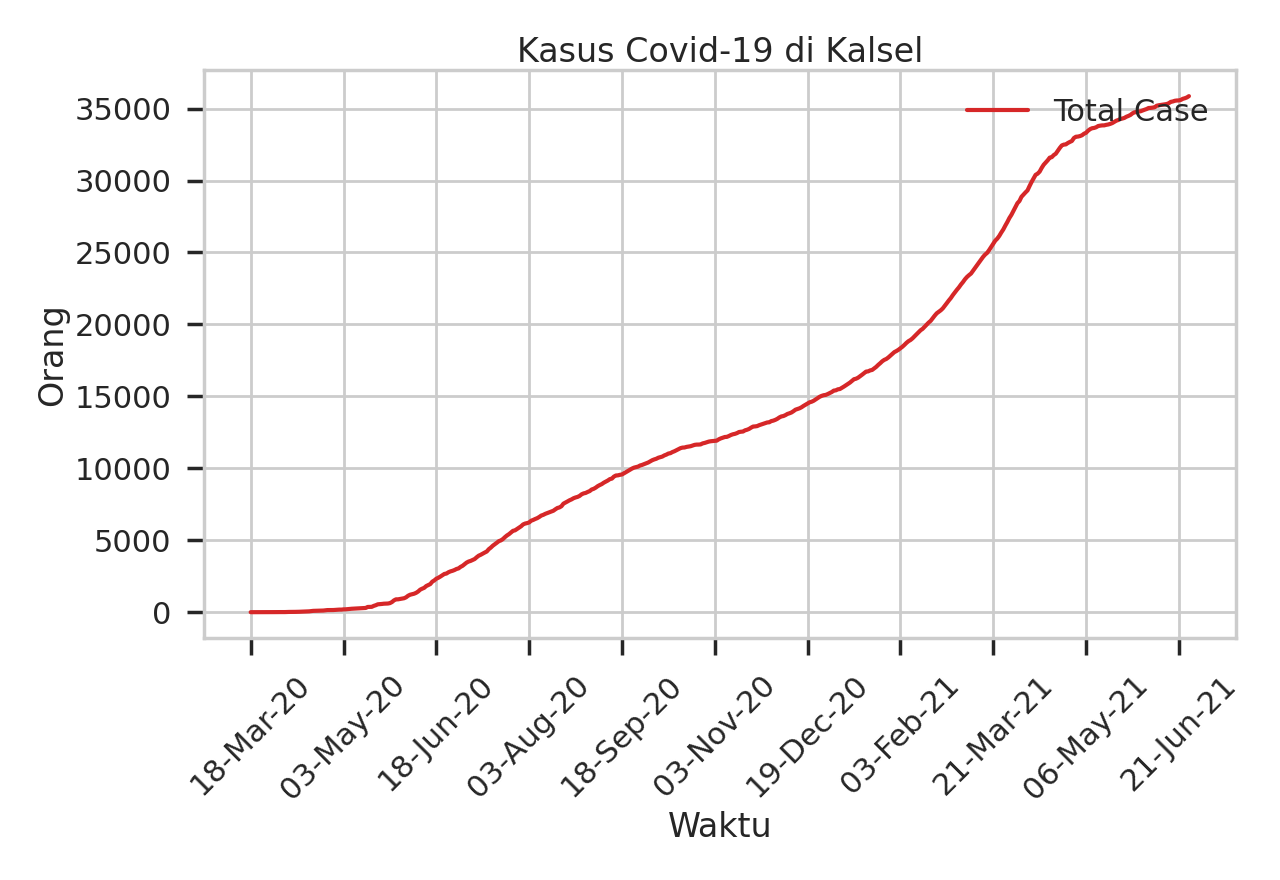 Kasus Covid-19 di Kalsel
Total Case
Orang
35000
30000
25000
20000
15000
10000
5000
0
18-Mar-20
03-May-20
18-Jun-20
03-Aug-20
18-Sep-20
03-Nov-20
19-Dec-20
03-Feb-21
21-Mar-21
06-May-21
21-Jun-21
Waktu